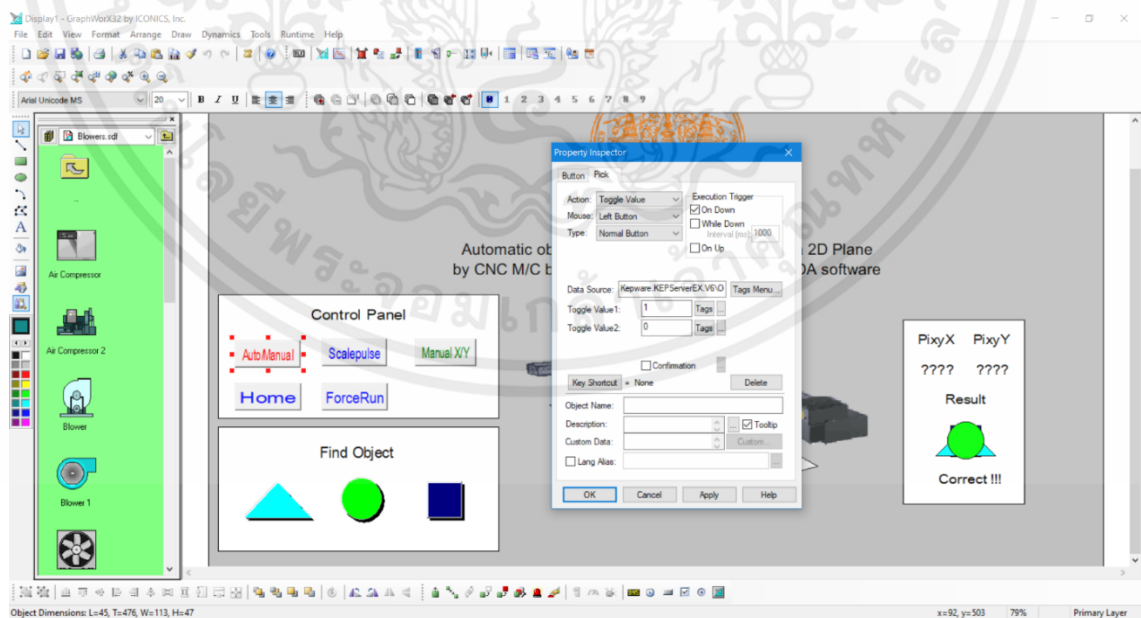 Display1 - GraphWorX32 by ICONICS, Inc.
File Edit View Format Arrange Draw Dynamics Tools Runtime Help
Arial Unicode MS 20 B I U 0 1 2 3 4 5 6 7 8 9
Blowers.sdf
..
Air Compressor
Air Compressor 2
Blower
Blower 1
Automatic ob
2D Plane
by CNC M/C b
DA software
Control Panel
Auto/Manual Scalepulse Manual X/Y
Home ForceRun
Find Object
Property Inspector
Button Pick
Action: Toggle Value Execution Trigger
Mouse: Left Button On Down
Type: Normal Button While Down
Interval (ms): 1000
On Up
Data Source: Kepware.KEPServerEX.V6\O Tags Menu...
Toggle Value1: 1 Tags ...
Toggle Value2: 0 Tags ...
Confirmation
Key Shortcut = None Delete
Object Name:
Description: ... Tooltip
Custom Data: Custom...
Lang Alias: ...
OK Cancel Apply Help
PixyX PixyY
???? ????
Result
Correct !!!
Object Dimensions: L=45, T=476, W=113, H=47 x=92, y=503 79% Primary Layer